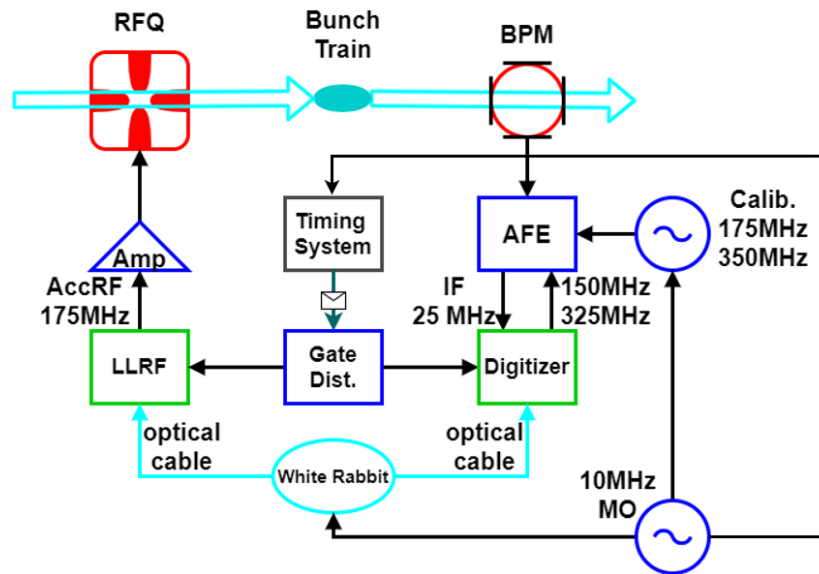 RFQ
Bunch
Train
BPM
Timing
System
AFE
Calib.
175MHz
350MHz
Amp
AccRF
175MHz
IF
25 MHz
150MHz
325MHz
LLRF
Gate
Dist.
Digitizer
optical
cable
White Rabbit
optical
cable
10MHz
MO